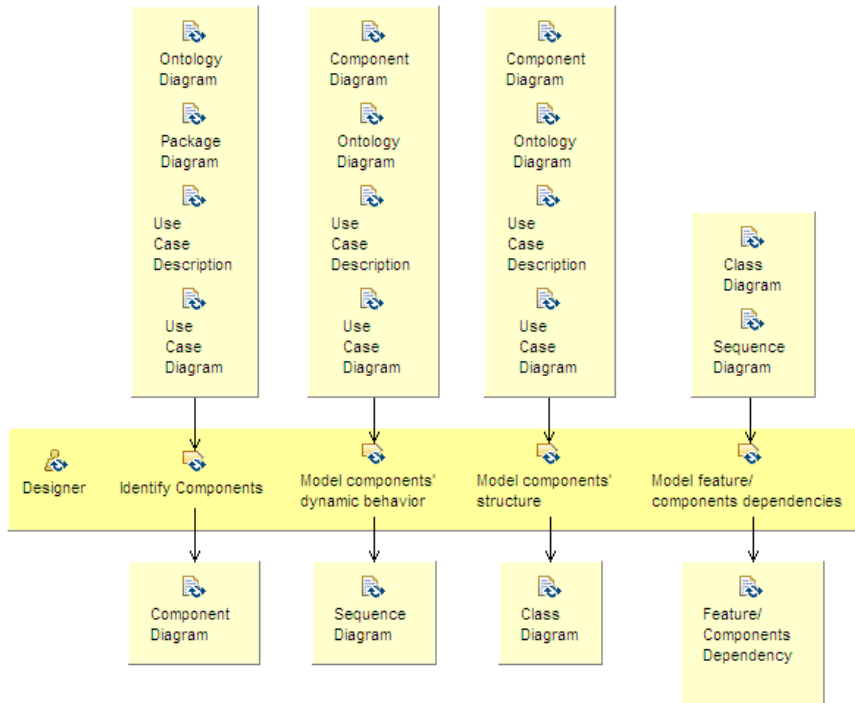 Ontology
Diagram
Package
Diagram
Use
Case
Description
Use
Case
Diagram
Component
Diagram
Ontology
Diagram
Use
Case
Description
Use
Case
Diagram
Component
Diagram
Ontology
Diagram
Use
Case
Description
Use
Case
Diagram
Class
Diagram
Sequence
Diagram
Designer
Identify Components
Model components'
dynamic behavior
Model components'
structure
Model feature/
components dependencies
Component
Diagram
Sequence
Diagram
Class
Diagram
Feature/
Components
Dependency